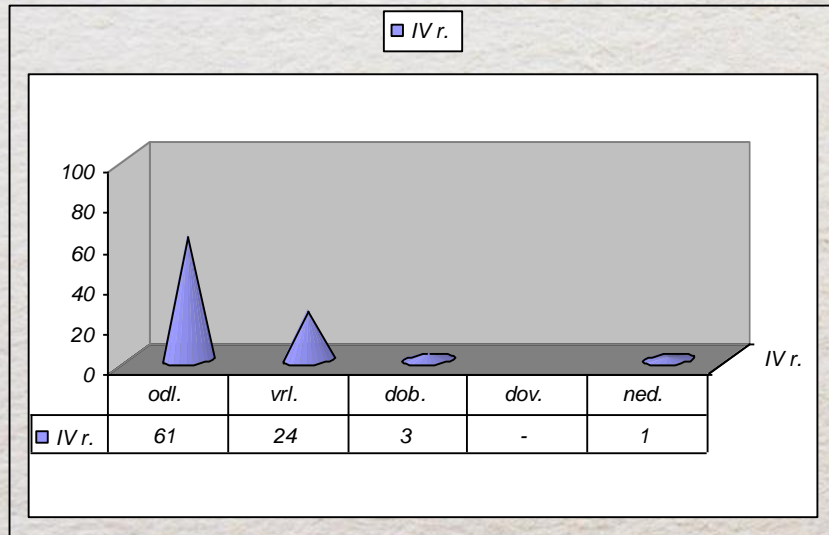 IV r.
100
80
60
40
20
0
IV r.
odl. vrl. dob. dov. ned.
IV r. 61 24 3 - 1